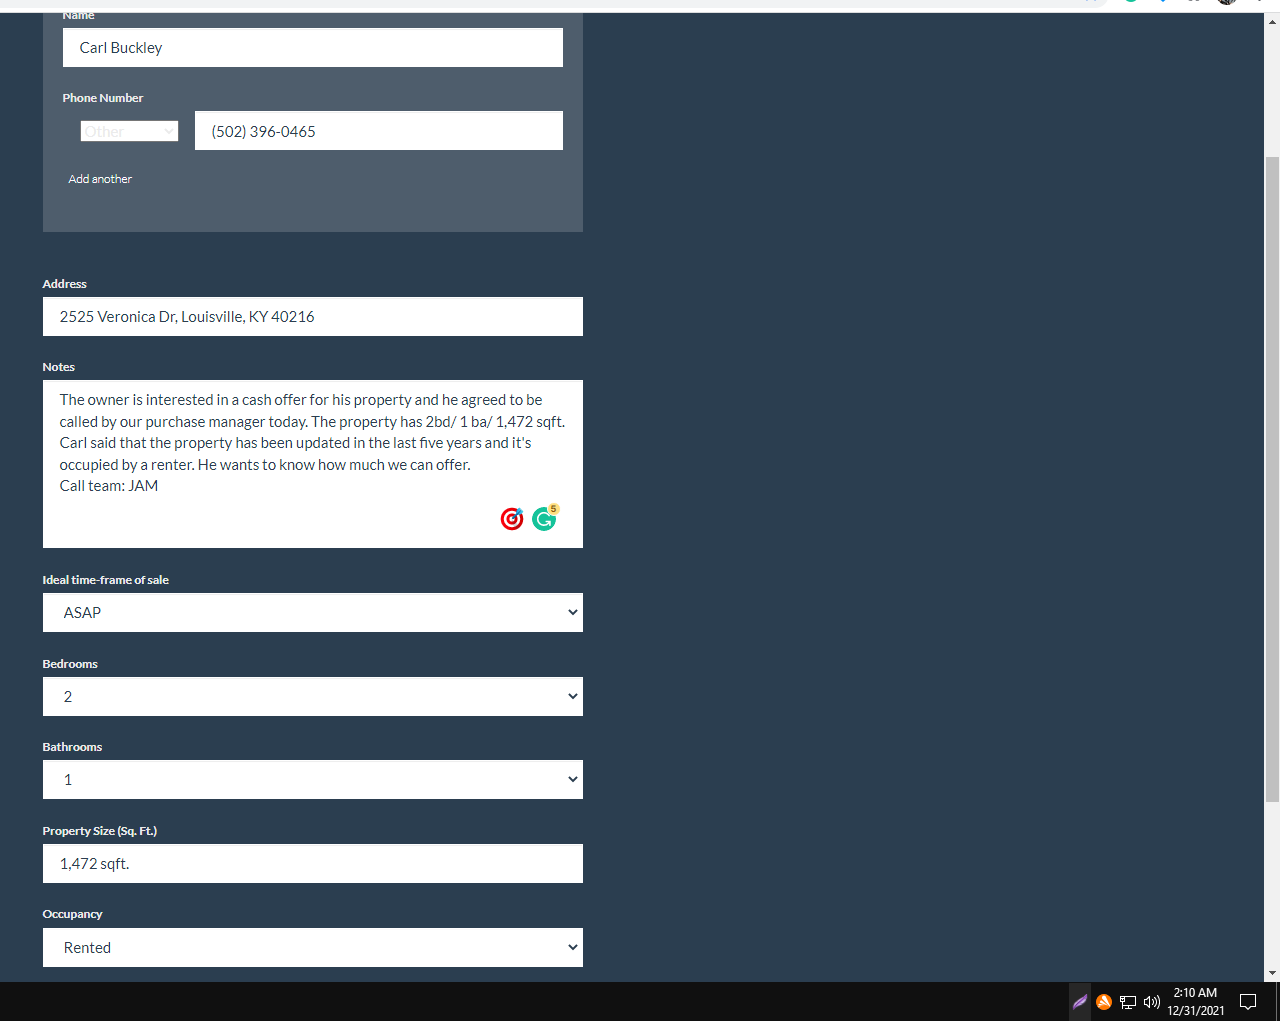 Name
Carl Buckley
Phone Number
Other
(502) 396-0465
Add another
Address
2525 Veronica Dr, Louisville, KY 40216
Notes
The owner is interested in a cash offer for his property and he agreed to be
called by our purchase manager today. The property has 2bd/ 1 ba/ 1,472 sqft.
Carl said that the property has been updated in the last five years and it's
occupied by a renter. He wants to know how much we can offer.
Call team: JAM
5
Ideal time-frame of sale
ASAP
Bedrooms
2
Bathrooms
1
Property Size (Sq. Ft.)
1,472 sqft.
Occupancy
Rented
2:10 AM
12/31/2021